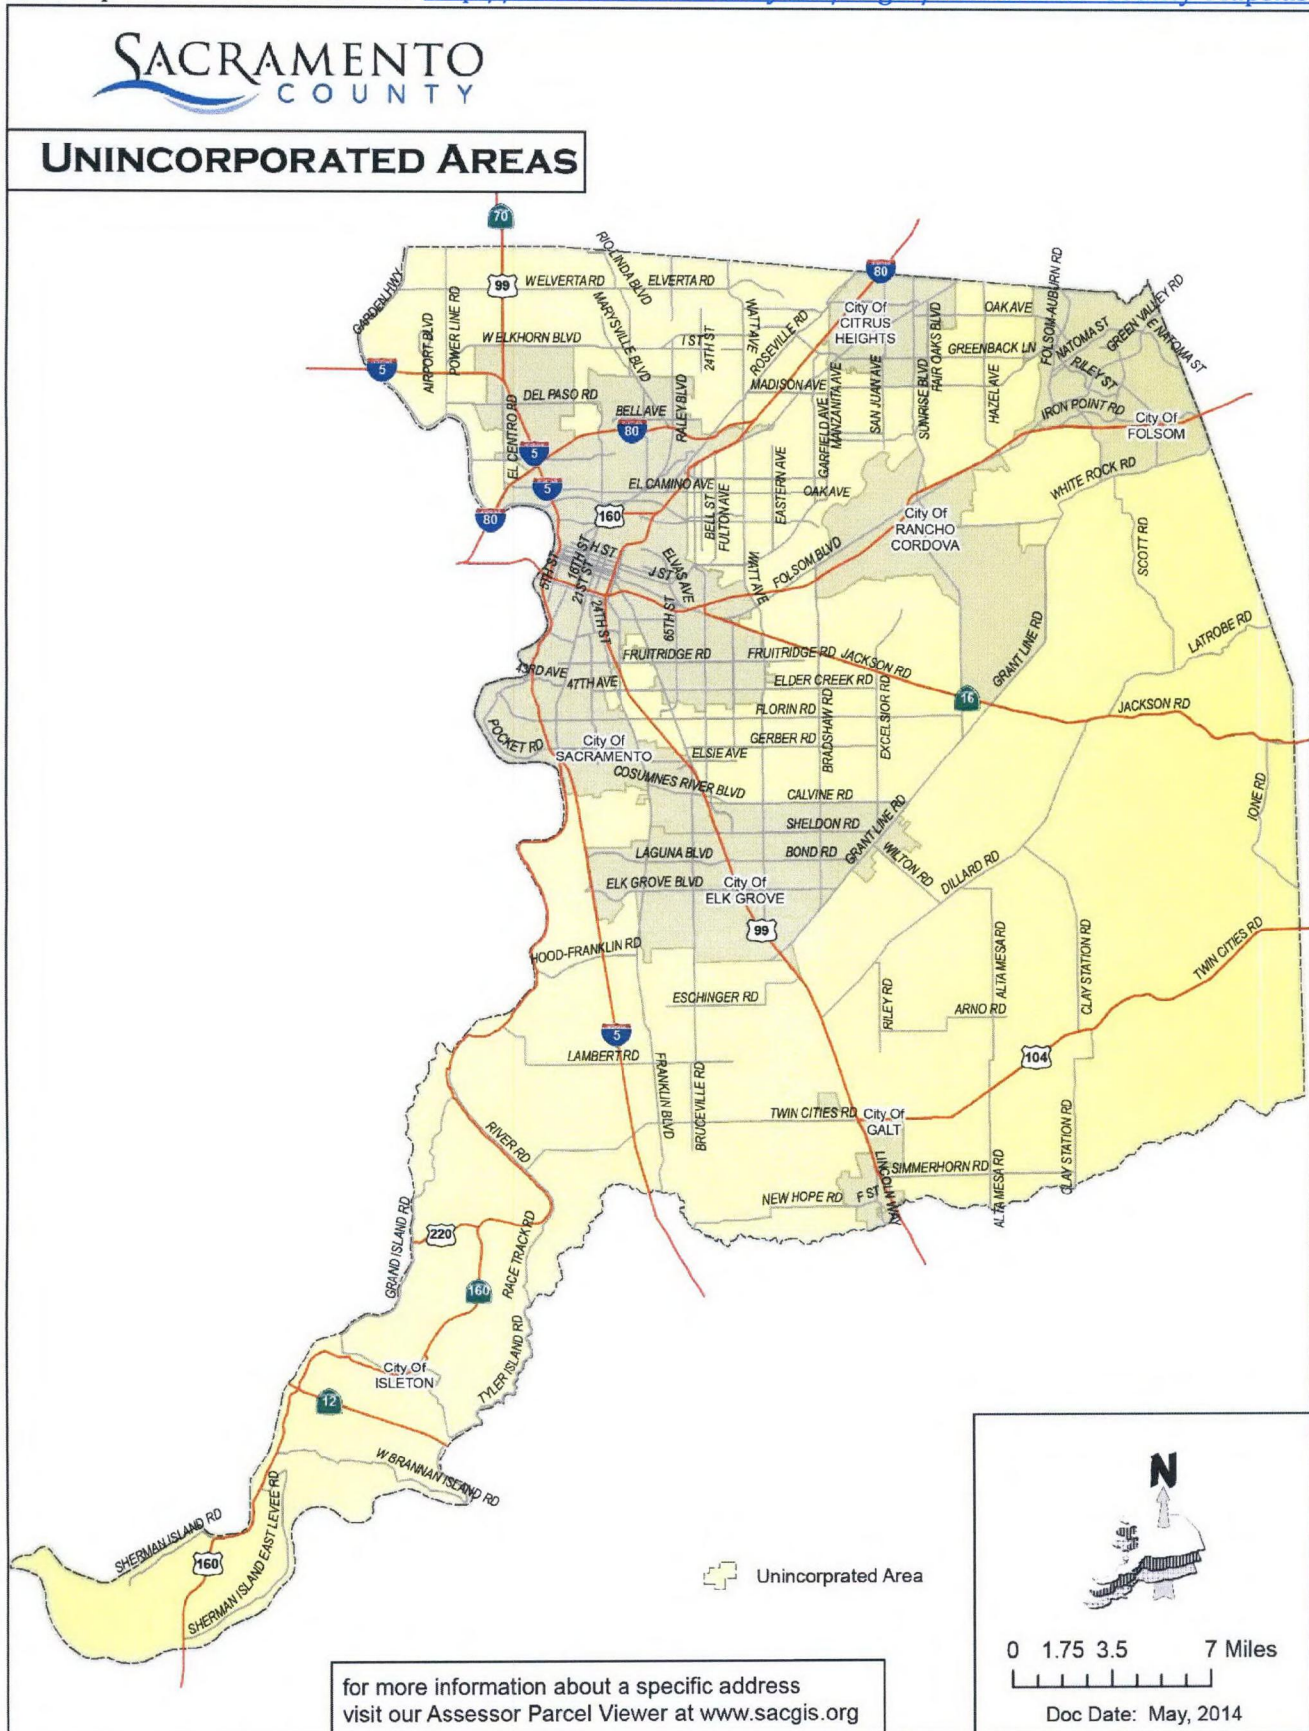 SACRAMENTO
COUNTY
UNINCORPORATED AREAS
70
GARDEN HWY
99
W ELVERTA RD
RIO LINDA BLVD
ELVERTA RD
80
City Of
CITRUS
HEIGHTS
OAK AVE
FOLSOM-AUBURN RD
GREEN VALLEY RD
E NATOMA ST
NATOMA ST
5
AIRPORT BLVD
POWER LINE RD
W ELKHORN BLVD
MARYSVILLE BLVD
I ST
24TH ST
WATT AVE
ROSEVILLE RD
FAIR OAKS BLVD
GREENBACK LN
RILEY ST
DEL PASO RD
RALEY BLVD
MADISON AVE
MANZANITA AVE
SAN JUAN AVE
SUNRISE BLVD
HAZEL AVE
IRON POINT RD
City Of
FOLSOM
BELL AVE
80
EL CENTRO RD
5
GARFIELD AVE
WHITE ROCK RD
5
EL CAMINO AVE
EASTERN AVE
OAK AVE
80
160
BELL ST
FULTON AVE
City Of
RANCHO
CORDOVA
SCOTT RD
5TH ST
16TH ST
H ST
21ST ST
J ST
ELVAS AVE
WATT AVE
FOLSOM BLVD
24TH ST
65TH ST
LATROBE RD
FRUITRIDGE RD
FRUITRIDGE RD
JACKSON RD
GRANT LINE RD
43RD AVE
47TH AVE
ELDER CREEK RD
EXCELSIOR RD
16
JACKSON RD
FLORIN RD
BRADSHAW RD
POCKET RD
City Of
SACRAMENTO
GERBER RD
ELSIE AVE
COSUMNES RIVER BLVD
CALVINE RD
IONE RD
SHELDON RD
GRANT LINE RD
LAGUNA BLVD
BOND RD
WILTON RD
DILLARD RD
ELK GROVE BLVD
City Of
ELK GROVE
99
HOOD-FRANKLIN RD
ALTA MESA RD
CLAY STATION RD
TWIN CITIES RD
ESCHINGER RD
RILEY RD
ARNO RD
5
LAMBERT RD
FRANKLIN BLVD
BRUCEVILLE RD
104
TWIN CITIES RD
City Of
GALT
RIVER RD
LINCOLN WAY
SIMMERHORN RD
ALTA MESA RD
CLAY STATION RD
NEW HOPE RD
F ST
GRAND ISLAND RD
220
RACE TRACK RD
160
TYLER ISLAND RD
City Of
ISLETON
12
W BRANNAN ISLAND RD
SHERMAN ISLAND RD
160
SHERMAN ISLAND EAST LEVEE RD
Unincorprated Area
N
0 1.75 3.5 7 Miles
Doc Date: May, 2014
for more information about a specific address
visit our Assessor Parcel Viewer at www.sacgis.org